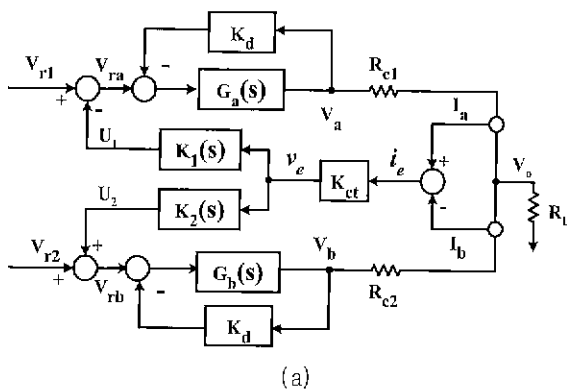 K_d
V_r1 V_ra - G_a(s) R_c1
+ - V_a I_a
U_1 K_1(s) v_e i_e + V_o
K_ct
U_2 K_2(s) - R_L
V_r2 + V_b I_b
+ V_rb - G_b(s) R_c2
K_d
(a)